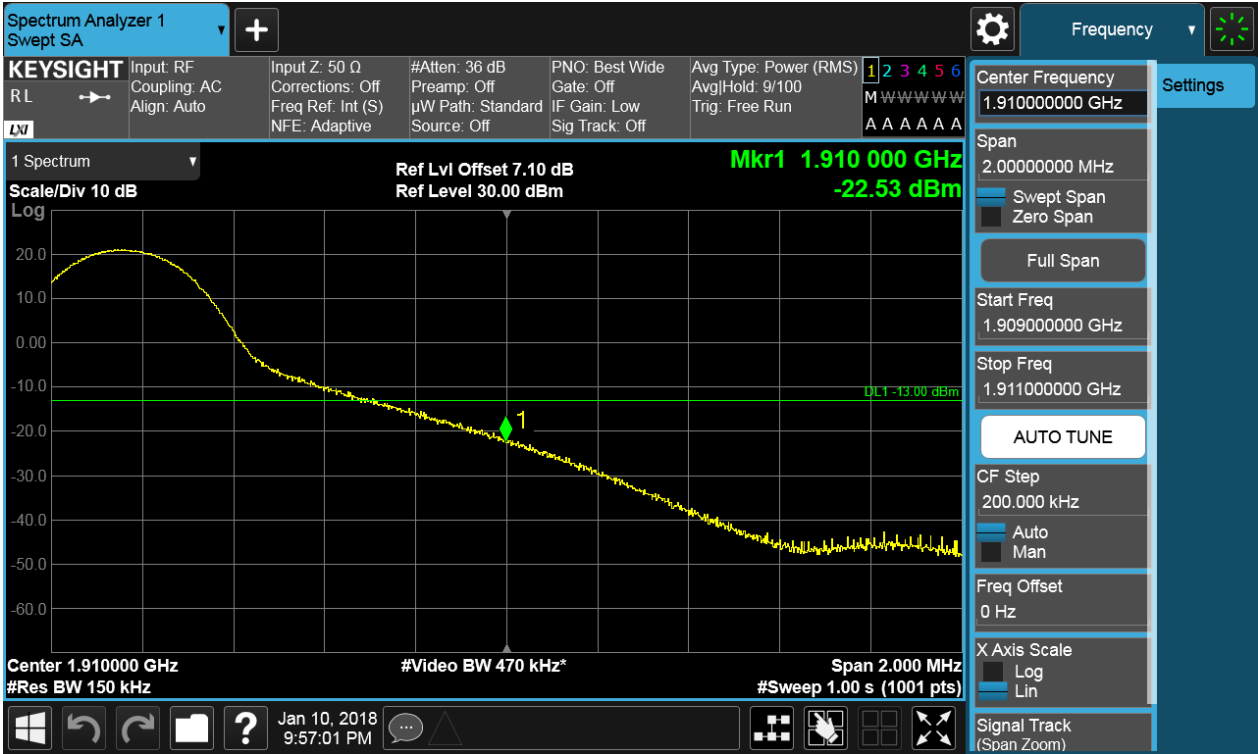 Spectrum Analyzer 1
Swept SA
+
Frequency
KEYSIGHT
R L
LXI
Input: RF
Coupling: AC
Align: Auto
Input Z: 50 Ω
Corrections: Off
Freq Ref: Int (S)
NFE: Adaptive
#Atten: 36 dB
Preamp: Off
µW Path: Standard
Source: Off
PNO: Best Wide
Gate: Off
IF Gain: Low
Sig Track: Off
Avg Type: Power (RMS)
Avg|Hold: 9/100
Trig: Free Run
1 2 3 4 5 6
M W W W W W
A A A A A A
1 Spectrum
Scale/Div 10 dB
Log
Ref Lvl Offset 7.10 dB
Ref Level 30.00 dBm
Mkr1 1.910 000 GHz
-22.53 dBm
20.0
10.0
0.00
-10.0
-20.0
-30.0
-40.0
-50.0
-60.0
DL1 -13.00 dBm
1
Center 1.910000 GHz
#Res BW 150 kHz
#Video BW 470 kHz*
Span 2.000 MHz
#Sweep 1.00 s (1001 pts)
Center Frequency
1.910000000 GHz
Span
2.00000000 MHz
Swept Span
Zero Span
Full Span
Start Freq
1.909000000 GHz
Stop Freq
1.911000000 GHz
AUTO TUNE
CF Step
200.000 kHz
Auto
Man
Freq Offset
0 Hz
X Axis Scale
Log
Lin
Signal Track
(Span Zoom)
Settings
?
Jan 10, 2018
9:57:01 PM